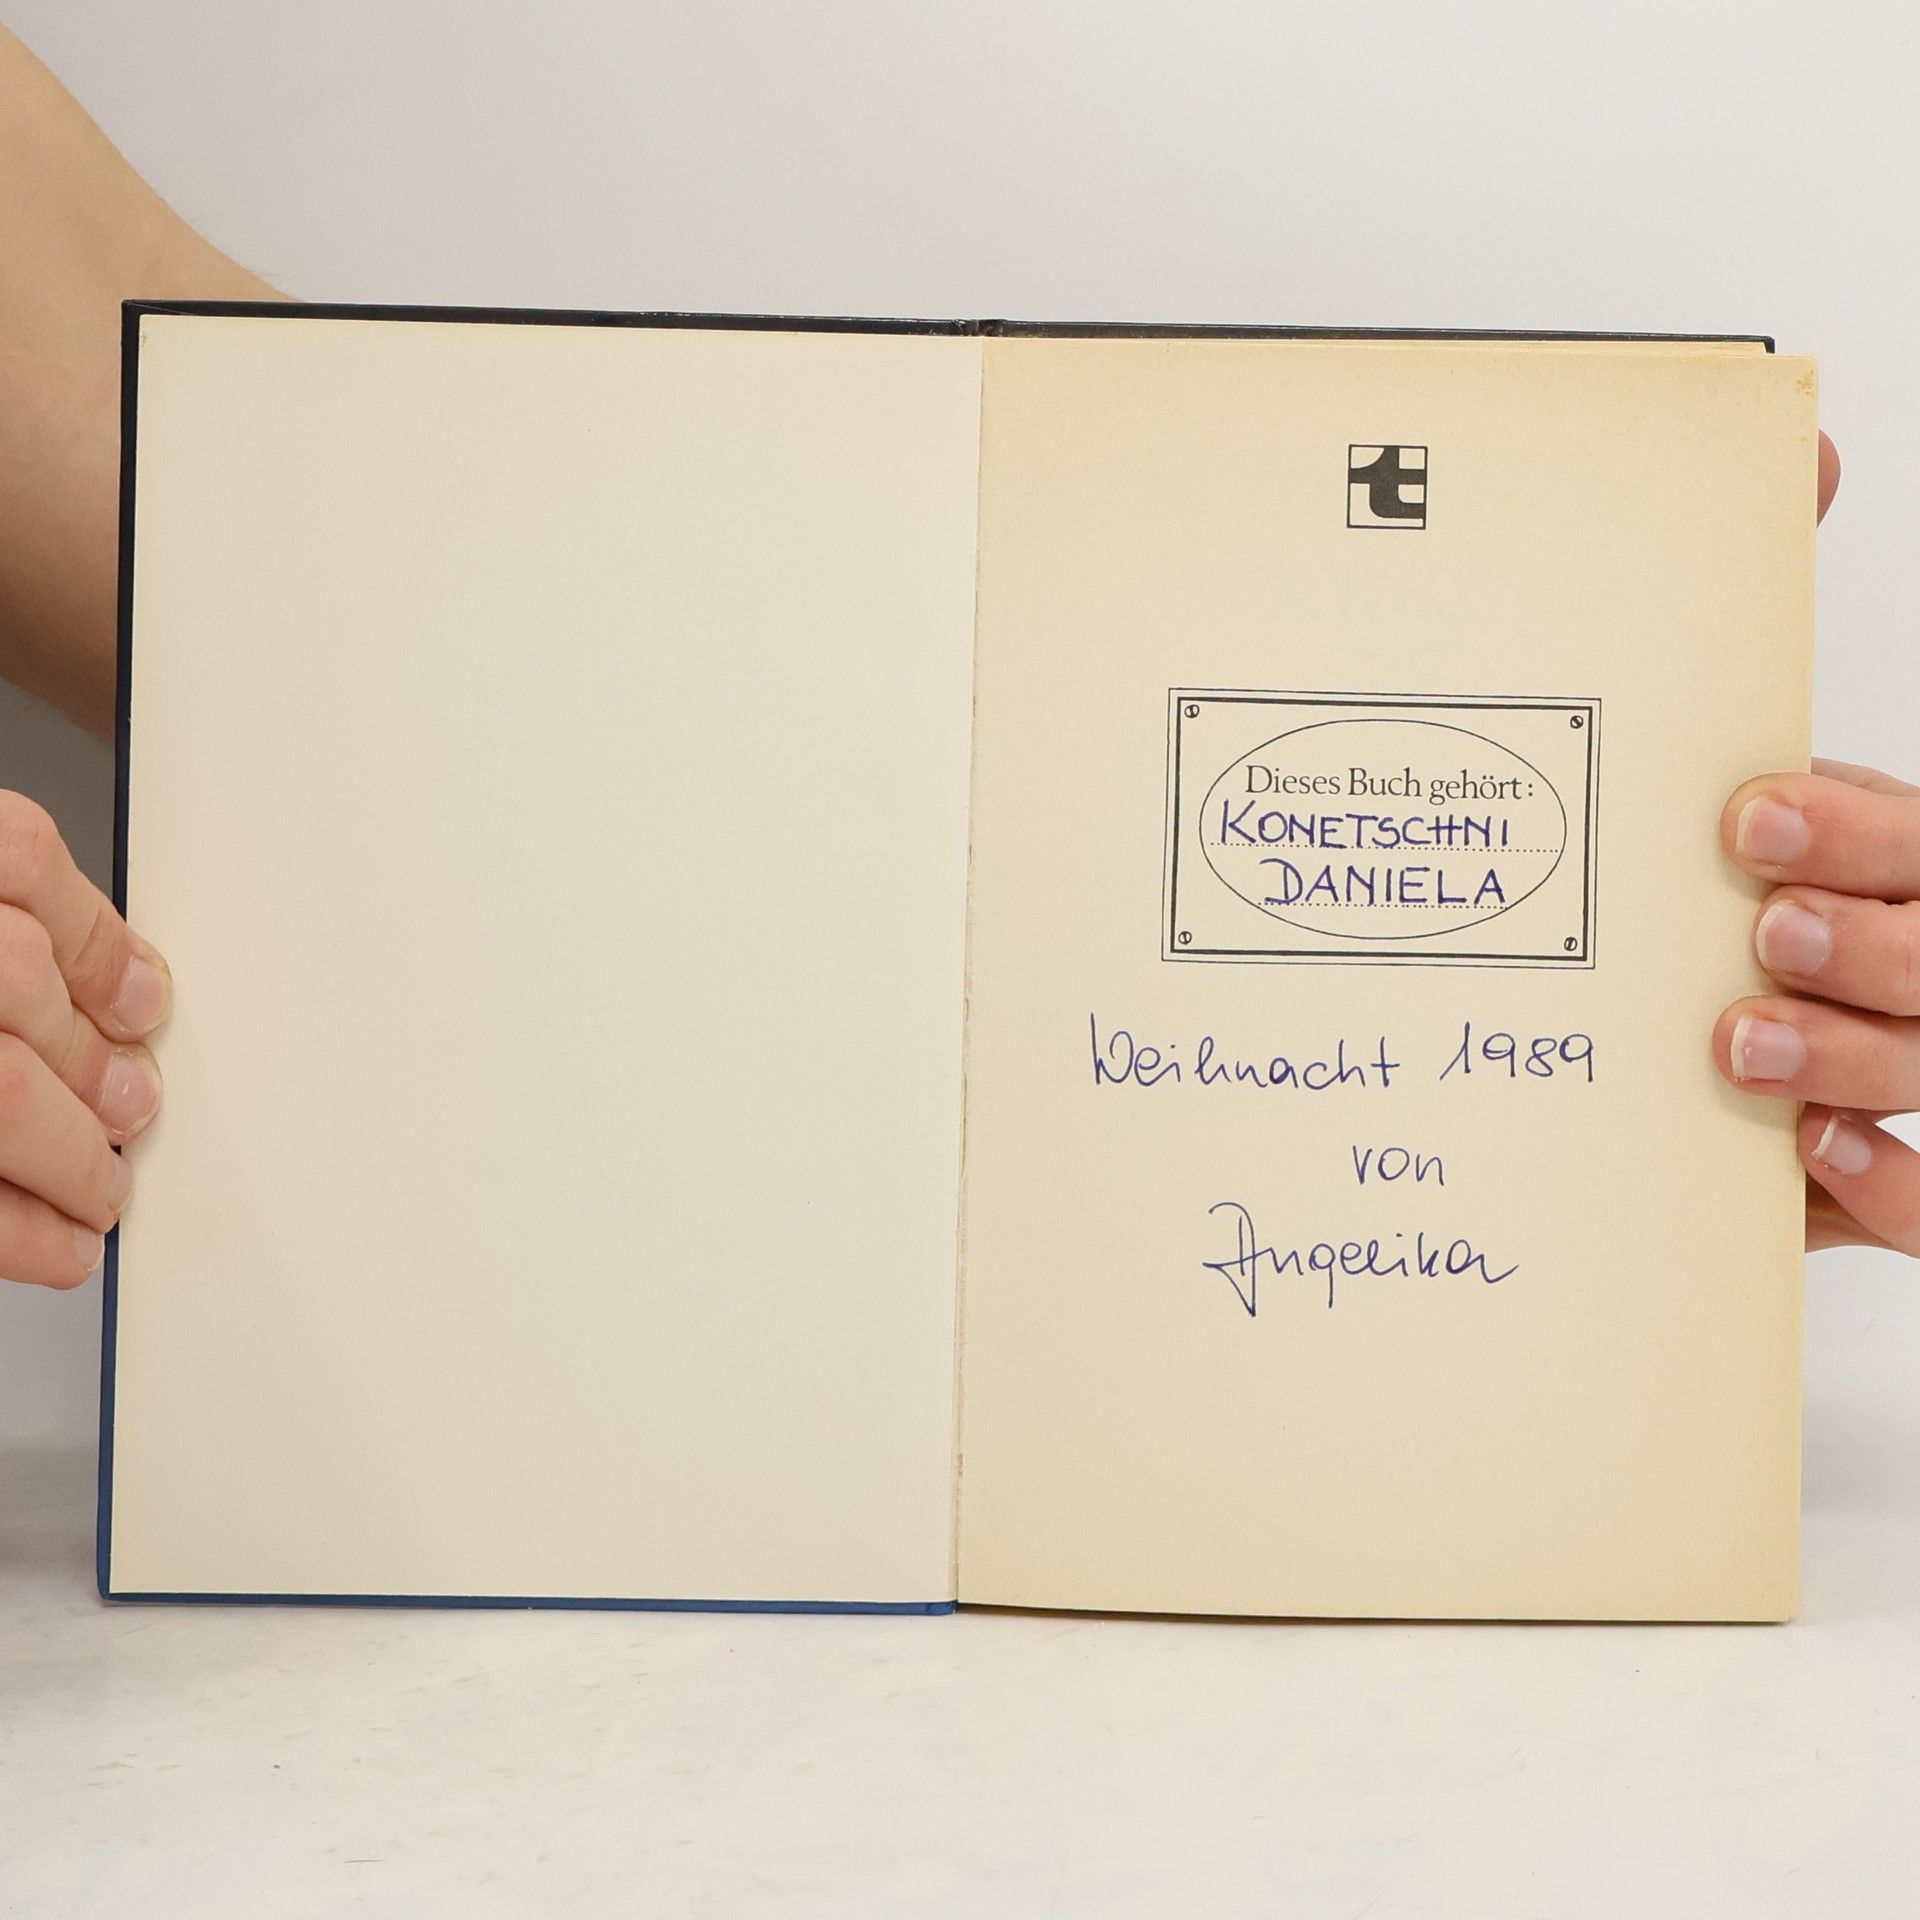 t
Dieses Buch gehört:
KONETSCHNI
DANIELA
Weihnacht 1989
von
Angelika